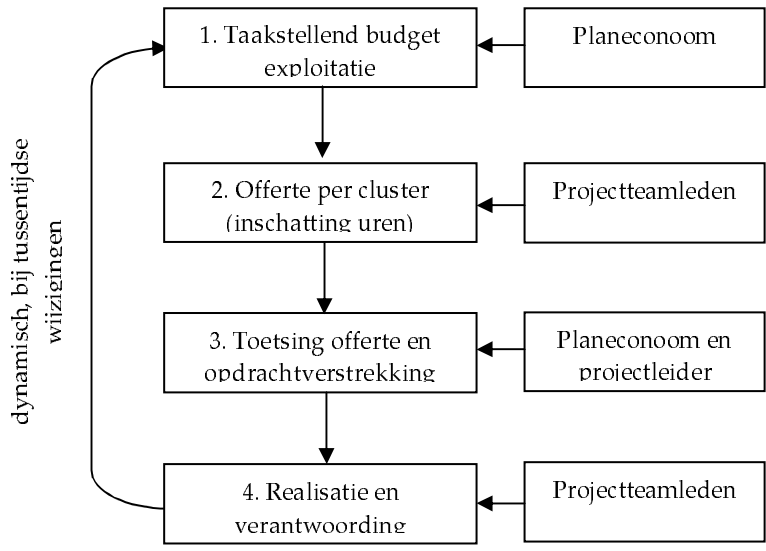 1. Taakstellend budget
exploitatie
Planeconoom
2. Offerte per cluster
(inschatting uren)
Projectteamleden
3. Toetsing offerte en
opdrachtverstrekking
Planeconoom en
projectleider
4. Realisatie en
verantwoording
Projectteamleden
dynamisch, bij tussentijdse
wijzigingen